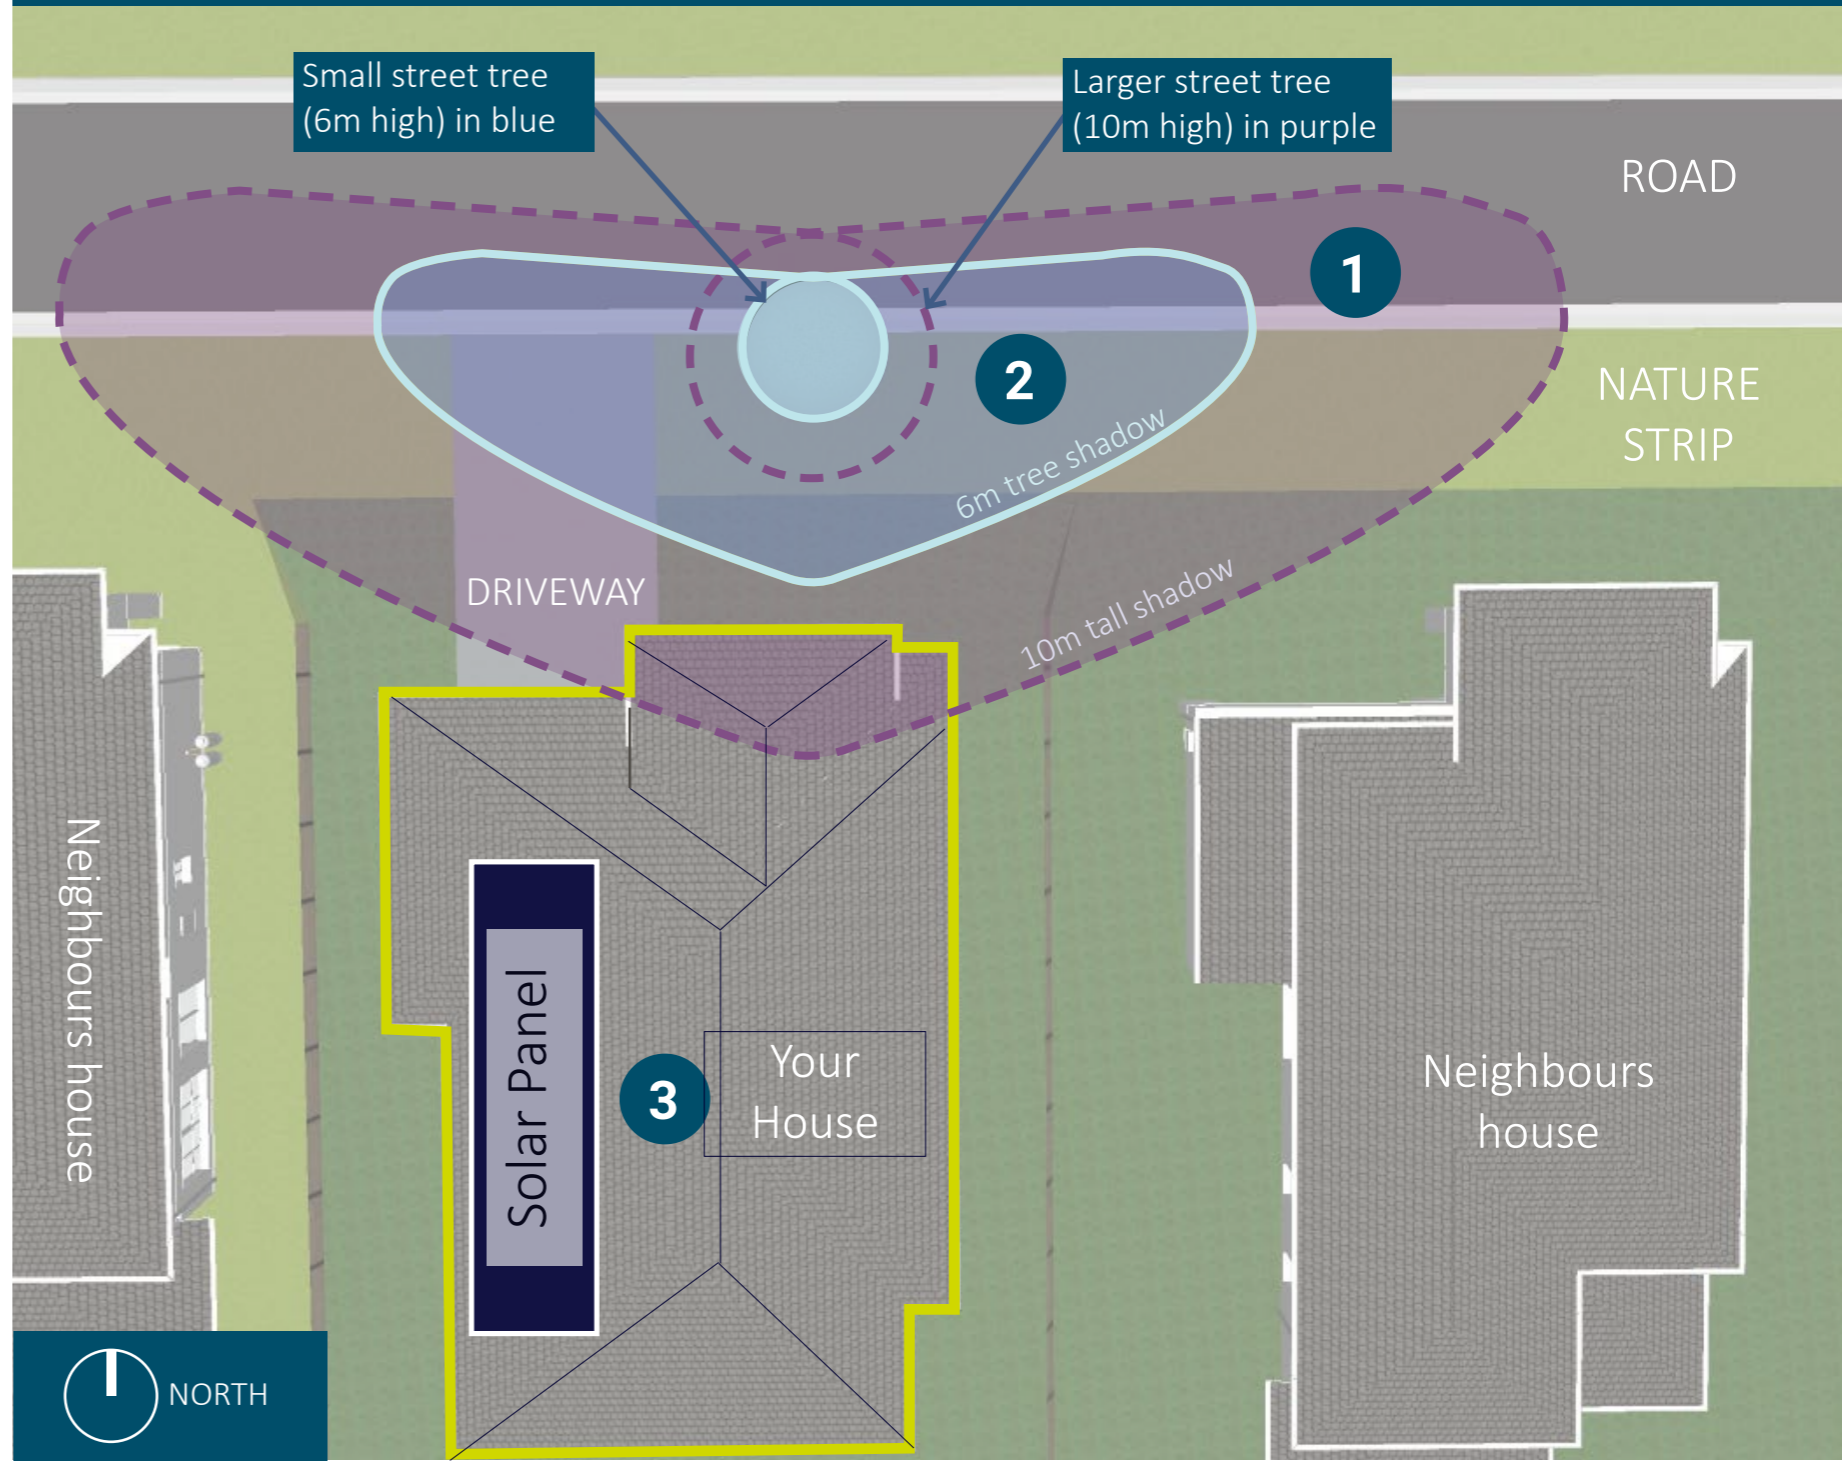 Small street tree
(6m high) in blue
Larger street tree
(10m high) in purple
ROAD
1
2
NATURE
STRIP
6m tree shadow
10m tall shadow
DRIVEWAY
Neighbours house
Solar Panel
3
Your
House
Neighbours
house
NORTH